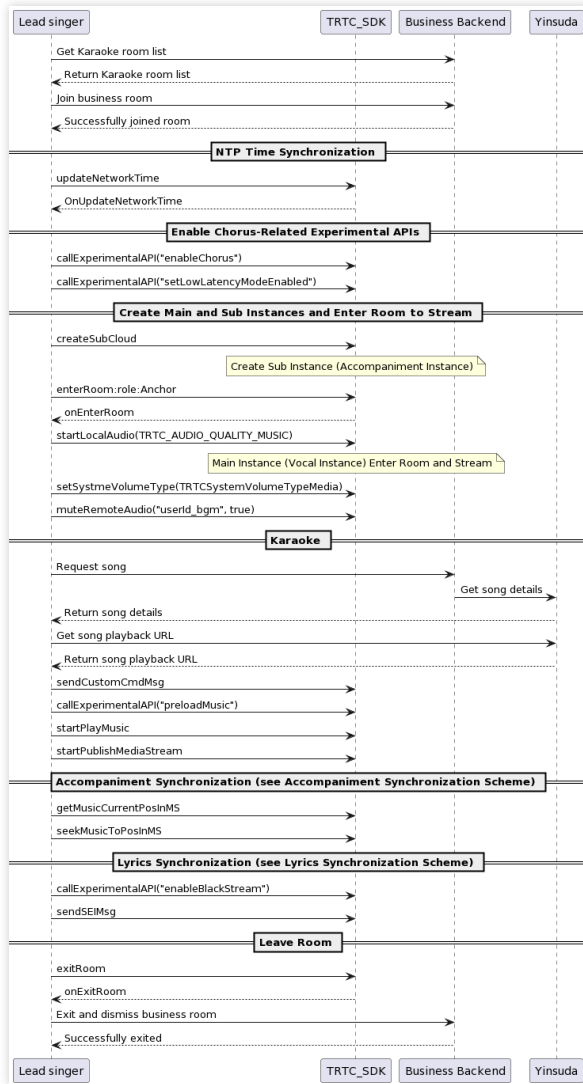 Lead singer TRTC_SDK Business Backend Yinsuda
Get Karaoke room list
Return Karaoke room list
Join business room
Successfully joined room
NTP Time Synchronization
updateNetworkTime
OnUpdateNetworkTime
Enable Chorus-Related Experimental APIs
callExperimentalAPI("enableChorus")
callExperimentalAPI("setLowLatencyModeEnabled")
Create Main and Sub Instances and Enter Room to Stream
createSubCloud
Create Sub Instance (Accompaniment Instance)
enterRoom:role:Anchor
onEnterRoom
startLocalAudio(TRTC_AUDIO_QUALITY_MUSIC)
Main Instance (Vocal Instance) Enter Room and Stream
setSystmeVolumeType(TRTCSystemVolumeTypeMedia)
muteRemoteAudio("userId_bgm", true)
Karaoke
Request song
Get song details
Return song details
Get song playback URL
Return song playback URL
sendCustomCmdMsg
callExperimentalAPI("preloadMusic")
startPlayMusic
startPublishMediaStream
Accompaniment Synchronization (see Accompaniment Synchronization Scheme)
getMusicCurrentPosInMS
seekMusicToPosInMS
Lyrics Synchronization (see Lyrics Synchronization Scheme)
callExperimentalAPI("enableBlackStream")
sendSEIMsg
Leave Room
exitRoom
onExitRoom
Exit and dismiss business room
Successfully exited
Lead singer TRTC_SDK Business Backend Yinsuda